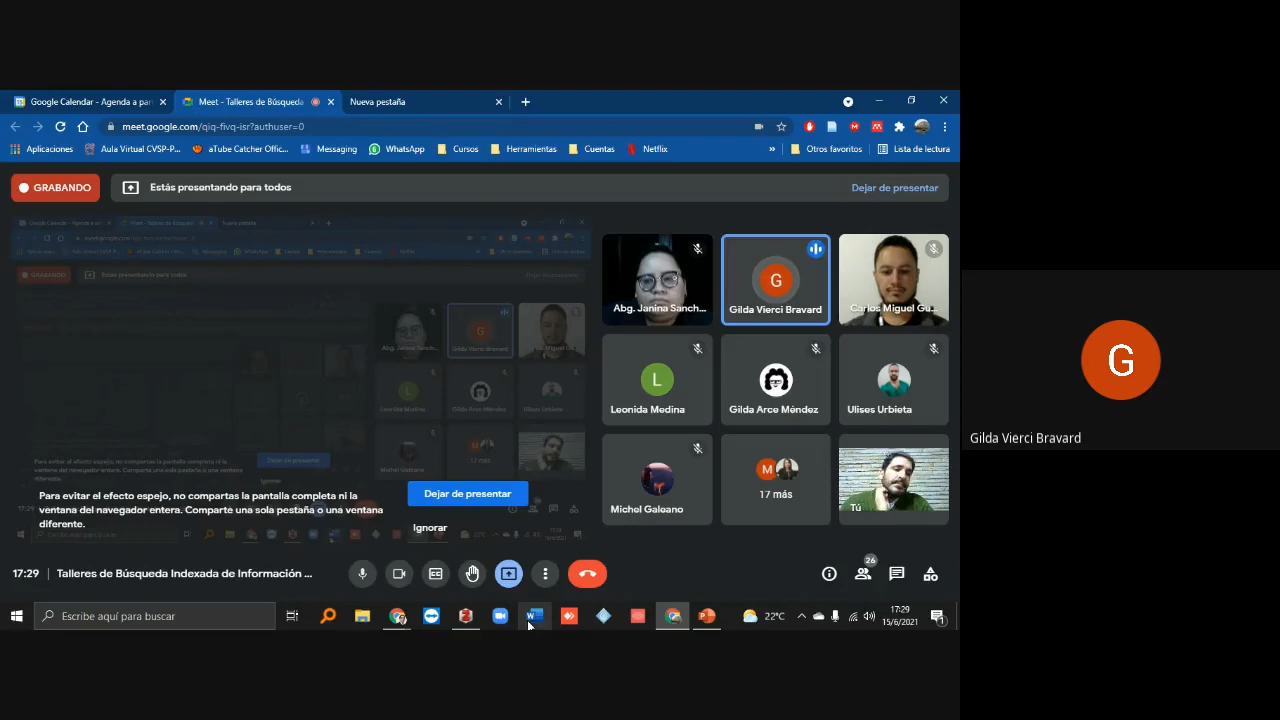 Google Calendar - Agenda a par
Meet - Talleres de Búsqueda
Nueva pestaña
meet.google.com/qiq-fivq-isr?authuser=0
Aplicaciones
Aula Virtual CVSP-P...
aTube Catcher Offic...
Messaging
WhatsApp
Cursos
Herramientas
Cuentas
Netflix
»
Otros favoritos
Lista de lectura
GRABANDO
Estás presentando para todos
Dejar de presentar
Abg. Janina Sanch...
G
Gilda Vierci Bravard
Carlos Miguel Gu...
L
Leonida Medina
Gilda Arce Méndez
Ulises Urbieta
Michel Galeano
M
17 más
Tú
Para evitar el efecto espejo, no compartas la pantalla completa ni la
ventana del navegador entera. Comparte una sola pestaña o una ventana
diferente.
Dejar de presentar
Ignorar
17:29 | Talleres de Búsqueda Indexada de Información ...
26
Escribe aquí para buscar
22°C
17:29
15/6/2021
1
G
Gilda Vierci Bravard